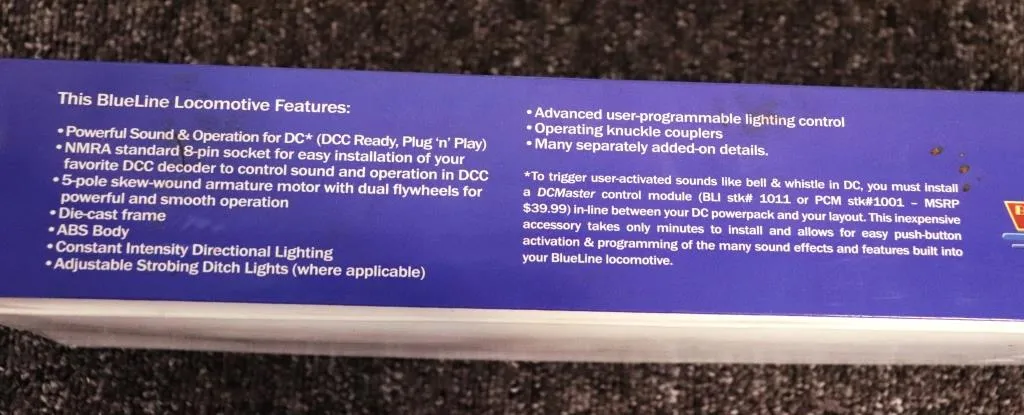 This BlueLine Locomotive Features:
• Powerful Sound & Operation for DC* (DCC Ready, Plug 'n' Play)
• NMRA standard 8-pin socket for easy installation of your
favorite DCC decoder to control sound and operation in DCC
• 5-pole skew-wound armature motor with dual flywheels for
powerful and smooth operation
• Die-cast frame
• ABS Body
• Constant Intensity Directional Lighting
• Adjustable Strobing Ditch Lights (where applicable)
• Advanced user-programmable lighting control
• Operating knuckle couplers
• Many separately added-on details.
*To trigger user-activated sounds like bell & whistle in DC, you must install
a DCMaster control module (BLI stk# 1011 or PCM stk#1001 – MSRP
$39.99) in-line between your DC powerpack and your layout. This inexpensive
accessory takes only minutes to install and allows for easy push-button
activation & programming of the many sound effects and features built into
your BlueLine locomotive.